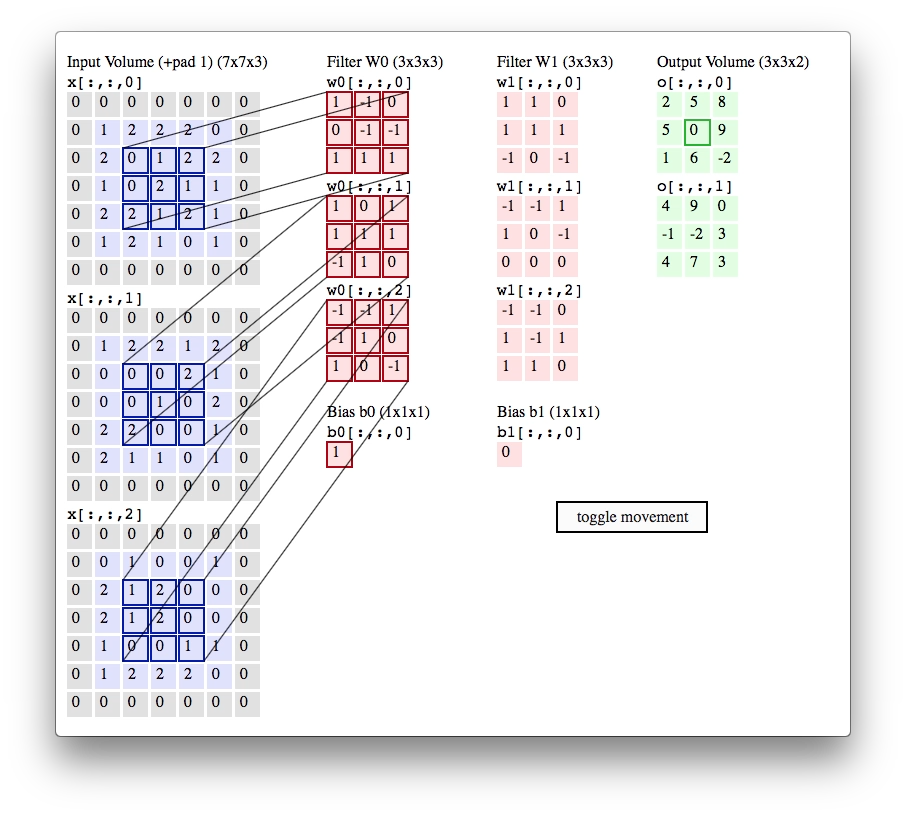 Input Volume (+pad 1) (7x7x3)
x[:,:,0]
0 0 0 0 0 0 0
0 1 2 2 2 0 0
0 2 0 1 2 2 0
0 1 0 2 1 1 0
0 2 2 1 2 1 0
0 1 2 1 0 1 0
0 0 0 0 0 0 0
x[:,:,1]
0 0 0 0 0 0 0
0 1 2 2 1 2 0
0 0 0 0 2 1 0
0 0 0 1 0 2 0
0 2 2 0 0 1 0
0 2 1 1 0 1 0
0 0 0 0 0 0 0
x[:,:,2]
0 0 0 0 0 0 0
0 0 1 0 0 1 0
0 2 1 2 0 0 0
0 2 1 2 0 0 0
0 1 0 0 1 1 0
0 1 2 2 2 0 0
0 0 0 0 0 0 0
Filter W0 (3x3x3)
w0[:,:,0]
1 -1 0
0 -1 -1
1 1 1
w0[:,:,1]
1 0 1
1 1 1
-1 1 0
w0[:,:,2]
-1 -1 1
-1 1 0
1 0 -1
Bias b0 (1x1x1)
b0[:,:,0]
1
Filter W1 (3x3x3)
w1[:,:,0]
1 1 0
1 1 1
-1 0 -1
w1[:,:,1]
-1 -1 1
1 0 -1
0 0 0
w1[:,:,2]
-1 -1 0
1 -1 1
1 1 0
Bias b1 (1x1x1)
b1[:,:,0]
0
Output Volume (3x3x2)
o[:,:,0]
2 5 8
5 0 9
1 6 -2
o[:,:,1]
4 9 0
-1 -2 3
4 7 3
toggle movement